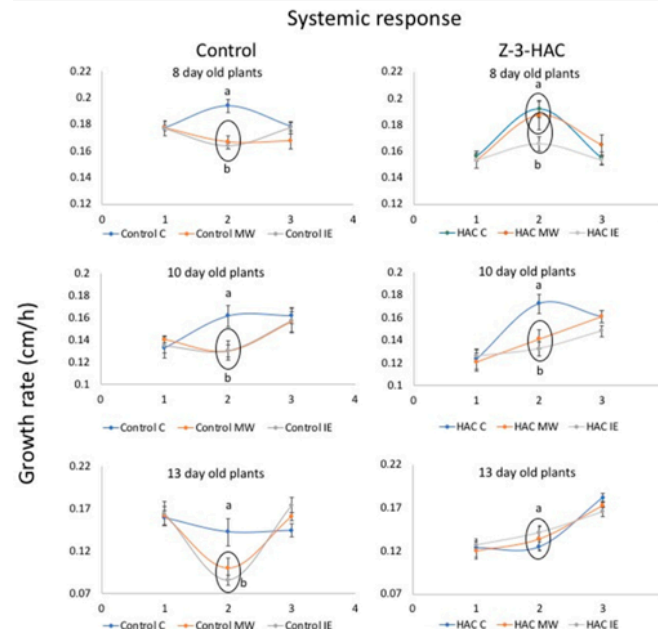 Systemic response
Control
Z-3-HAC
Growth rate (cm/h)
8 day old plants
0.22
0.2
0.18
0.16
0.14
0.12
a
b
0 1 2 3 4
Control C Control MW Control IE
8 day old plants
0.22
0.2
0.18
0.16
0.14
0.12
a
b
0 1 2 3
HAC C HAC MW HAC IE
10 day old plants
0.2
0.18
0.16
0.14
0.12
0.1
a
b
0 1 2 3 4
Control C Control MW Control IE
10 day old plants
0.2
0.18
0.16
0.14
0.12
0.1
a
b
0 1 2 3
HAC C HAC MW HAC IE
13 day old plants
0.22
0.17
0.12
0.07
a
b
0 1 2 3 4
Control C Control MW Control IE
13 day old plants
0.22
0.17
0.12
0.07
a
0 1 2 3
HAC C HAC MW HAC IE